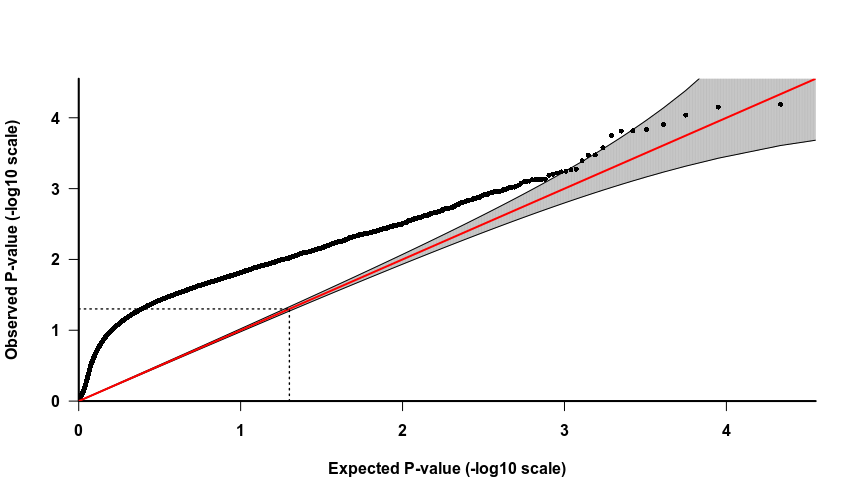 Observed P-value (-log10 scale)
4
3
2
1
0
0 1 2 3 4
Expected P-value (-log10 scale)